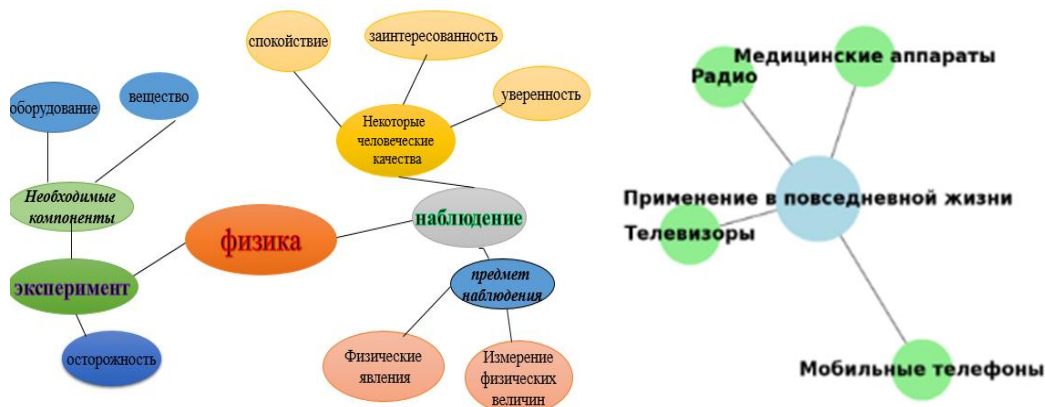 спокойствие
заинтересованность
уверенность
Некоторые
человеческие
качества
оборудование
вещество
Необходимые
компоненты
физика
наблюдение
эксперимент
предмет
наблюдения
осторожность
Физические
явления
Измерение
физических
величин
Медицинские аппараты
Радио
Применение в повседневной жизни
Телевизоры
Мобильные телефоны